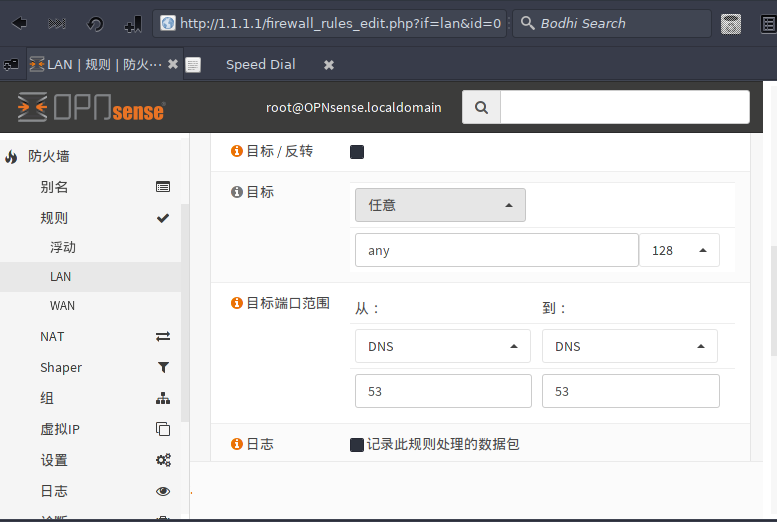 http://1.1.1.1/firewall_rules_edit.php?if=lan&id=0
Bodhi Search
LAN | 规则 | 防火···
Speed Dial
OPNsense
root@OPNsense.localdomain
防火墙
别名
规则
浮动
LAN
WAN
NAT
Shaper
组
虚拟IP
设置
日志
诊断
目标 / 反转
目标
任意
any 128
目标端口范围
从： 到：
DNS DNS
53 53
日志 记录此规则处理的数据包